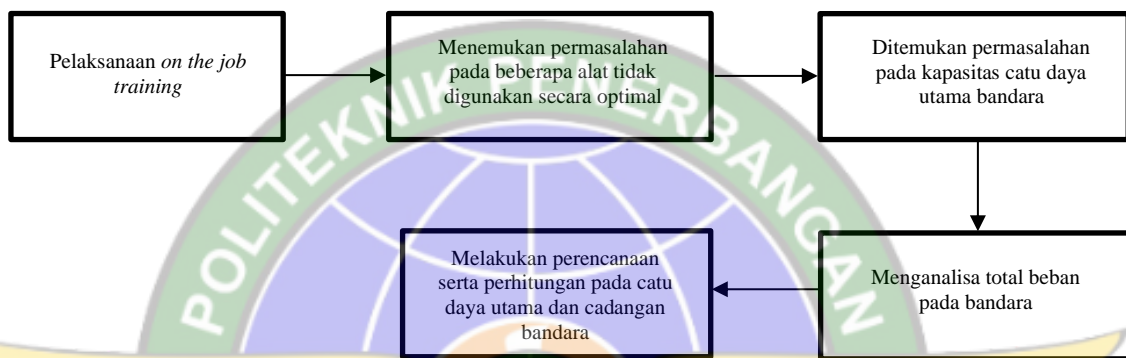 Pelaksanaan on the job
training
Menemukan permasalahan
pada beberapa alat tidak
digunakan secara optimal
Ditemukan permasalahan
pada kapasitas catu daya
utama bandara
Menganalisa total beban
pada bandara
Melakukan perencanaan
serta perhitungan pada catu
daya utama dan cadangan
bandara
POLITEKNIK PENERBANGAN